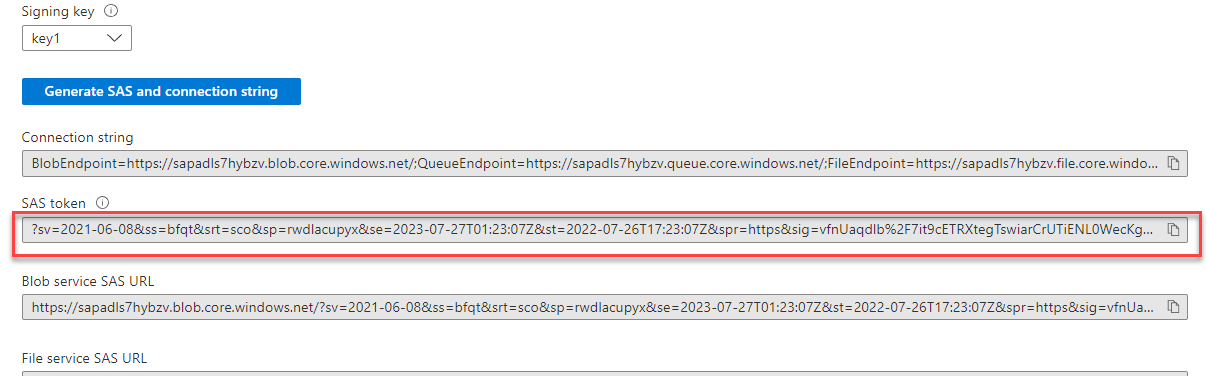 Signing key
key1
Generate SAS and connection string
Connection string
BlobEndpoint=https://sapadls7hybzv.blob.core.windows.net/;QueueEndpoint=https://sapadls7hybzv.queue.core.windows.net/;FileEndpoint=https://sapadls7hybzv.file.core.windo...
SAS token
?sv=2021-06-08&ss=bfqt&srt=sco&sp=rwdlacupyx&se=2023-07-27T01:23:07Z&st=2022-07-26T17:23:07Z&spr=https&sig=vfnUaqdIb%2F7it9cETRXtegTswiarCrUTiENL0WecKg...
Blob service SAS URL
https://sapadls7hybzv.blob.core.windows.net/?sv=2021-06-08&ss=bfqt&srt=sco&sp=rwdlacupyx&se=2023-07-27T01:23:07Z&st=2022-07-26T17:23:07Z&spr=https&sig=vfnUa...
File service SAS URL